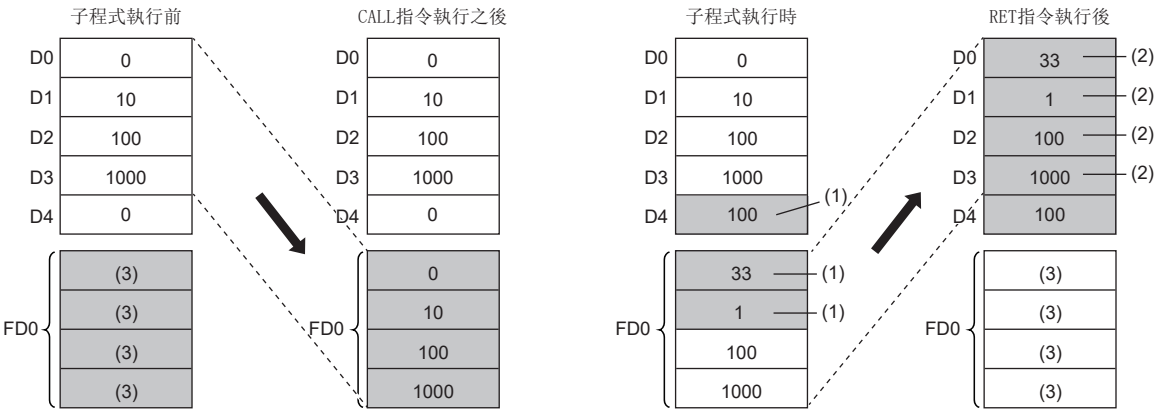 子程式執行前
D0 0
D1 10
D2 100
D3 1000
D4 0
FD0
(3)
(3)
(3)
(3)
CALL指令執行之後
D0 0
D1 10
D2 100
D3 1000
D4 0
FD0
0
10
100
1000
子程式執行時
D0 0
D1 10
D2 100
D3 1000
D4 100 (1)
FD0
33 (1)
1 (1)
100
1000
RET指令執行後
D0 33 (2)
D1 1 (2)
D2 100 (2)
D3 1000 (2)
D4 100
FD0
(3)
(3)
(3)
(3)